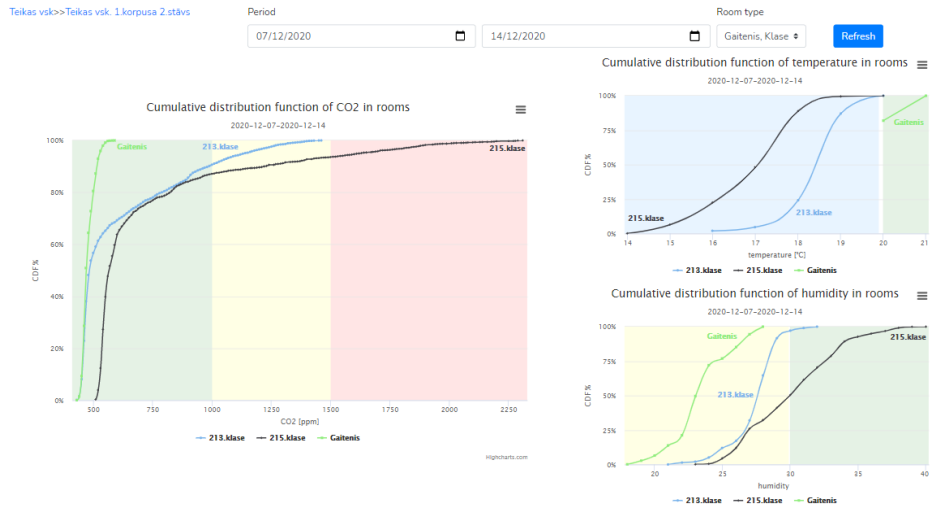 Teikas vsk>>Teikas vsk. 1.korpusa 2.stāvs
Period
Room type
07/12/2020
14/12/2020
Gaitenis, Klase
Refresh
Cumulative distribution function of CO2 in rooms
2020-12-07-2020-12-14
100%
80%
60%
40%
20%
0%
CDF%
Gaitenis
213.klase
215.klase
500
750
1000
1250
1500
1750
2000
2250
CO2 [ppm]
213.klase
215.klase
Gaitenis
Highcharts.com
Cumulative distribution function of temperature in rooms
2020-12-07-2020-12-14
100%
75%
50%
25%
0%
CDF%
Gaitenis
213.klase
215.klase
14
15
16
17
18
19
20
21
temperature [°C]
213.klase
215.klase
Gaitenis
Cumulative distribution function of humidity in rooms
2020-12-07-2020-12-14
100%
75%
50%
25%
0%
CDF%
Gaitenis
215.klase
213.klase
20
25
30
35
40
humidity
213.klase
215.klase
Gaitenis